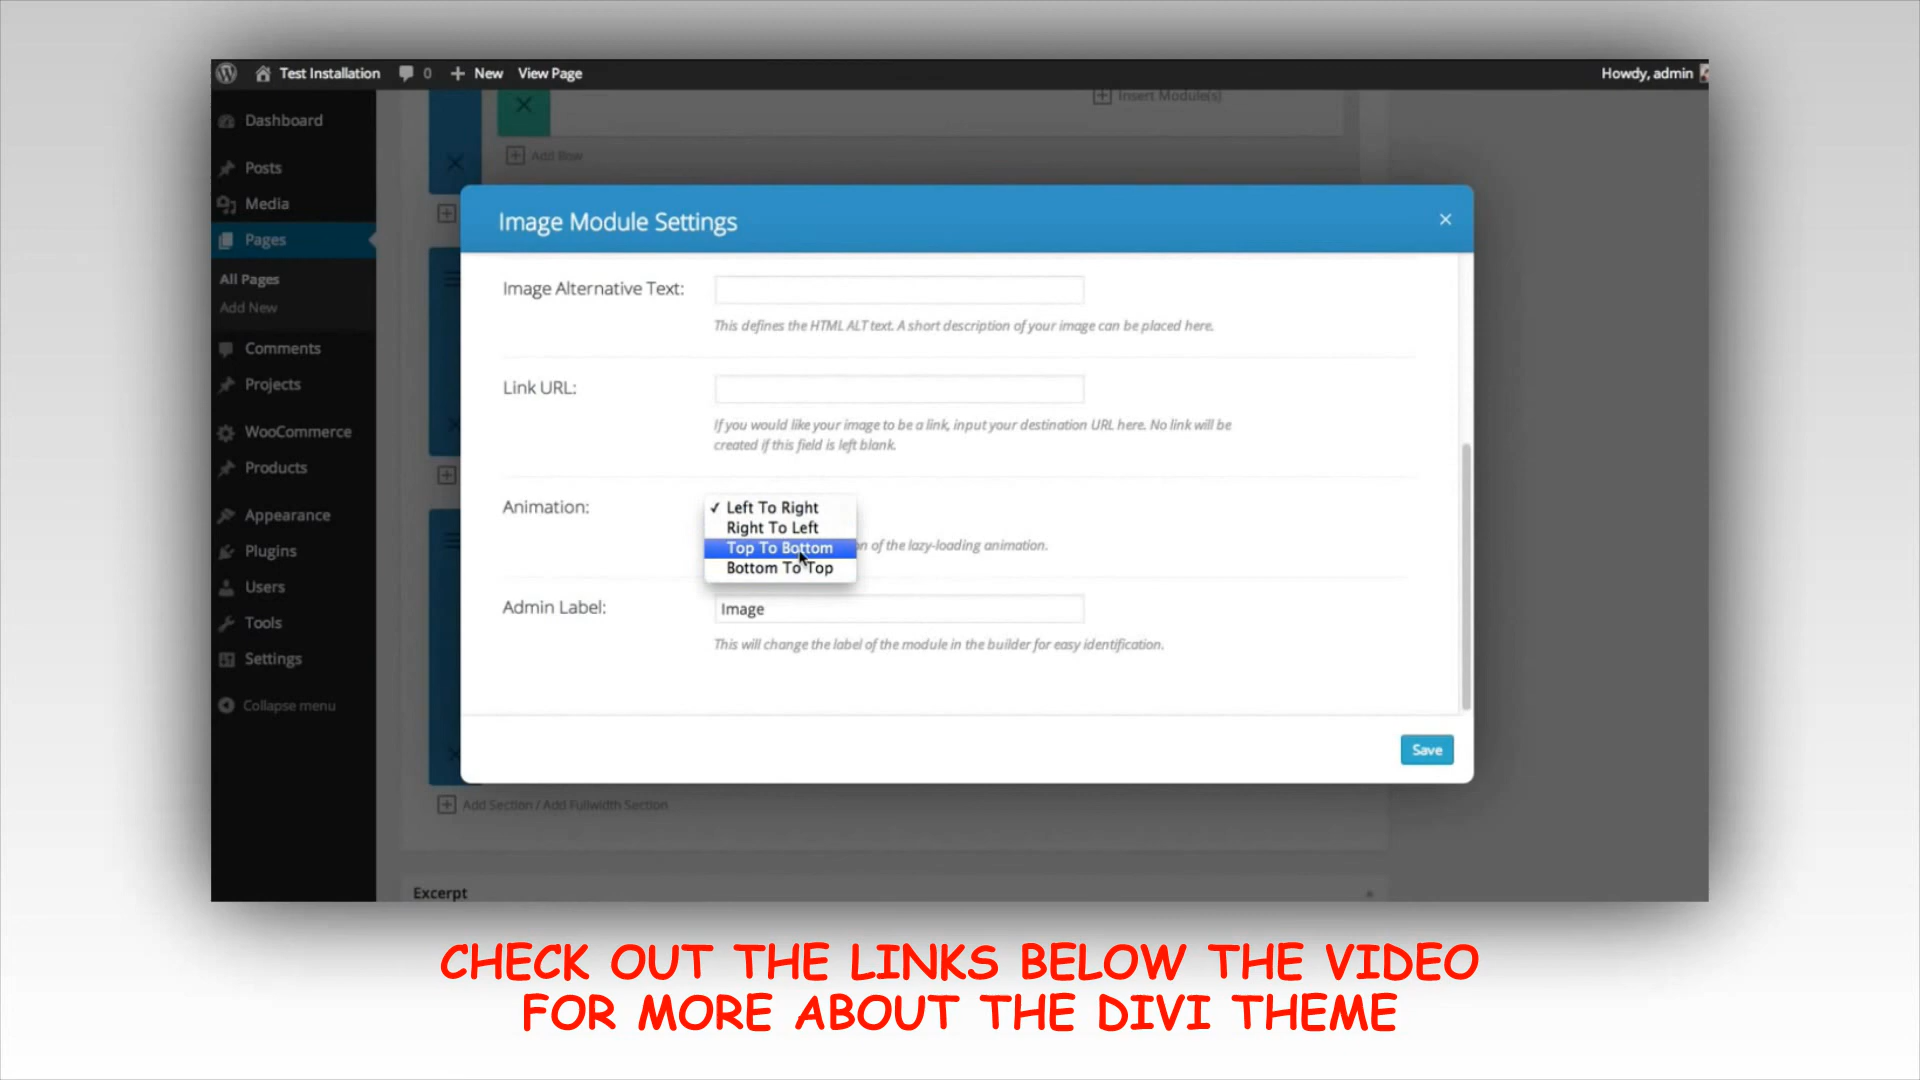 Test Installation 0 New View Page Howdy, admin
Dashboard
Posts
Media
Pages
All Pages
Add New
Comments
Projects
WooCommerce
Products
Appearance
Plugins
Users
Tools
Settings
Collapse menu
Insert Module(s)
Add Row
Image Module Settings
Image Alternative Text:
This defines the HTML ALT text. A short description of your image can be placed here.
Link URL:
If you would like your image to be a link, input your destination URL here. No link will be
created if this field is left blank.
Animation:
✓ Left To Right
Right To Left
Top To Bottom
of the lazy-loading animation.
Bottom To Top
Admin Label:
Image
This will change the label of the module in the builder for easy identification.
Save
Add Section / Add Fullwidth Section
Excerpt
CHECK OUT THE LINKS BELOW THE VIDEO
FOR MORE ABOUT THE DIVI THEME